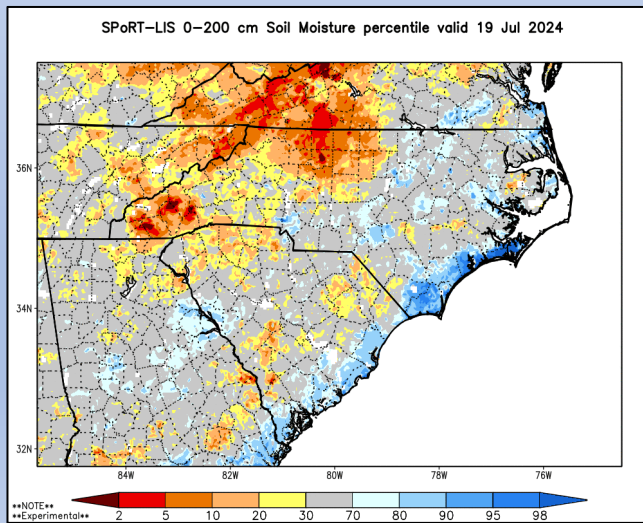 SPoRT-LIS 0-200 cm Soil Moisture percentile valid 19 Jul 2024
36N
34N
32N
84W 82W 80W 78W 76W
**NOTE**
**Experimental**
2 5 10 20 30 70 80 90 95 98